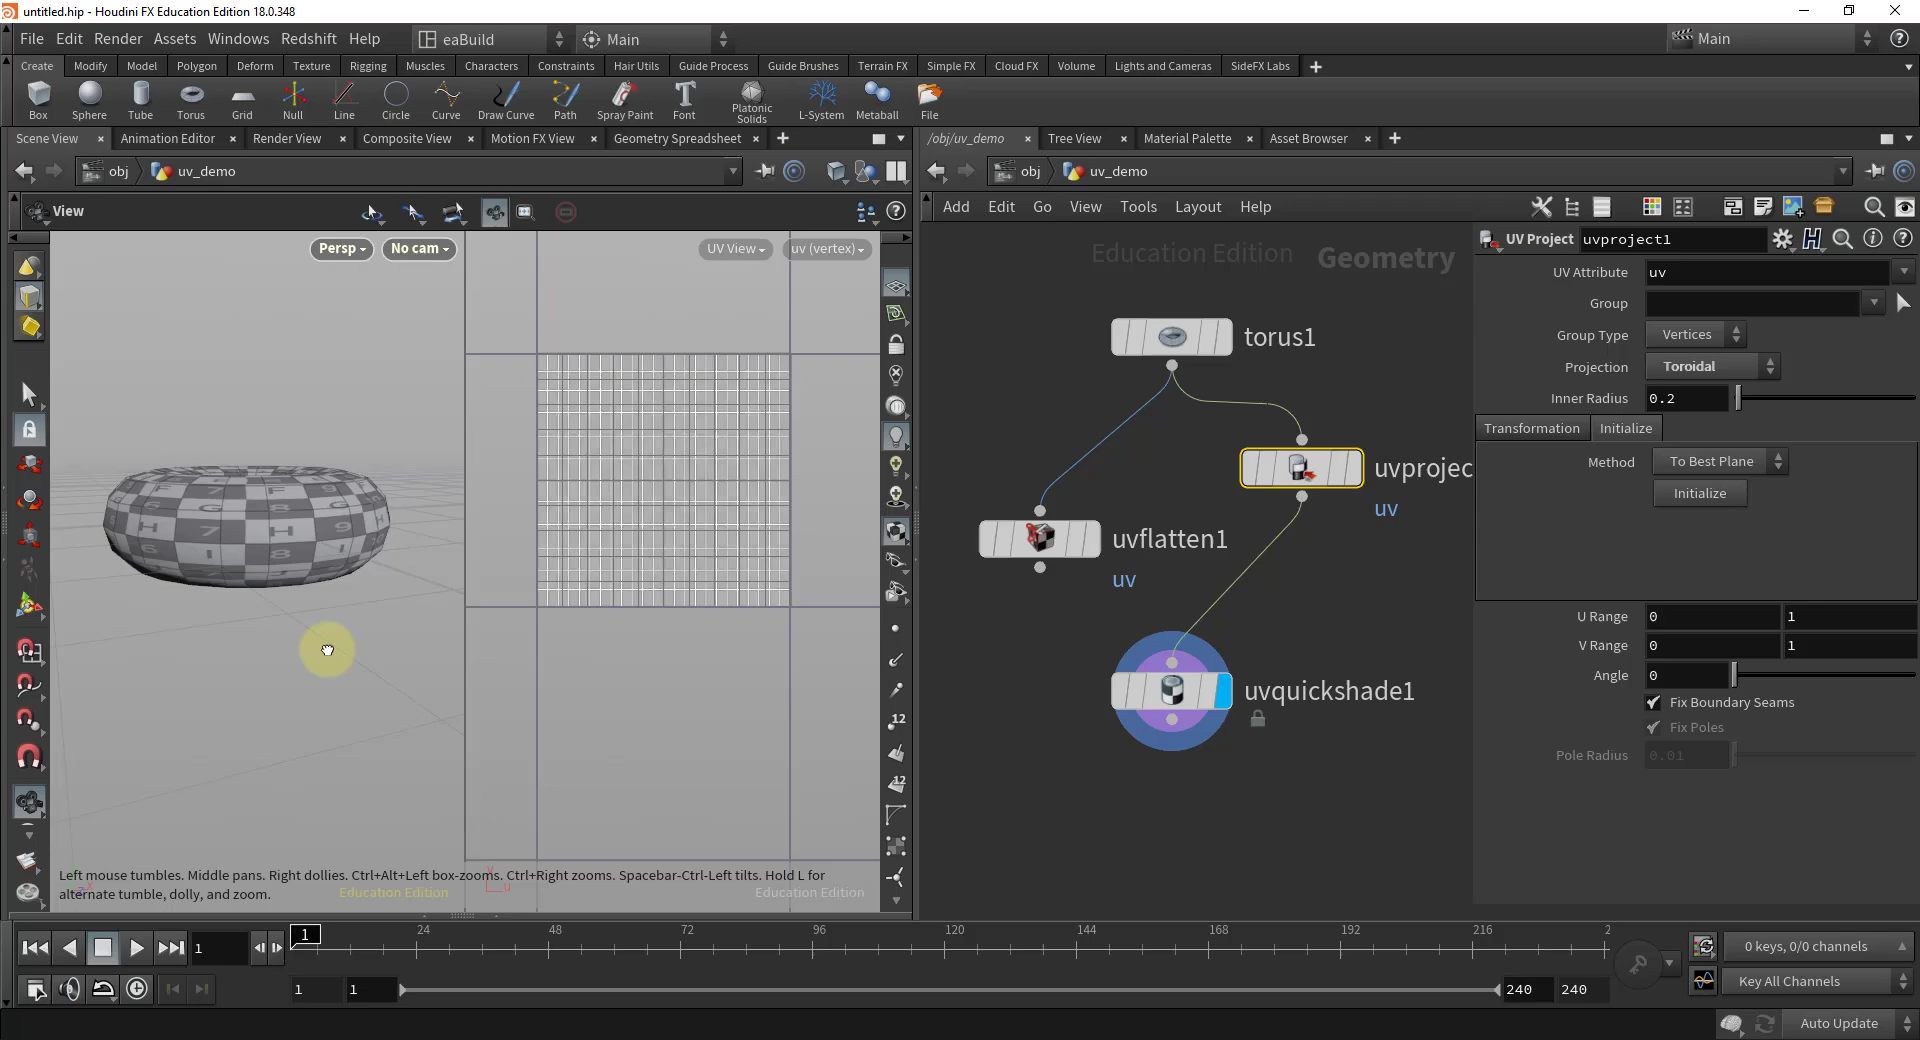 untitled.hip - Houdini FX Education Edition 18.0.348
File Edit Render Assets Windows Redshift Help eaBuild Main Main
Create Modify Model Polygon Deform Texture Rigging Muscles Characters Constraints Hair Utils Guide Process Guide Brushes Terrain FX Simple FX Cloud FX Volume Lights and Cameras SideFX Labs
Box Sphere Tube Torus Grid Null Line Circle Curve Draw Curve Path Spray Paint Font Platonic Solids L-System Metaball File
Scene View Animation Editor Render View Composite View Motion FX View Geometry Spreadsheet
/obj/uv_demo Tree View Material Palette Asset Browser
obj uv_demo
obj uv_demo
View
Add Edit Go View Tools Layout Help
Persp No cam UV View uv (vertex)
Education Edition Geometry
torus1
uvprojec
uv
uvflatten1
uv
uvquickshade1
UV Project uvproject1
UV Attribute uv
Group
Group Type Vertices
Projection Toroidal
Inner Radius 0.2
Transformation Initialize
Method To Best Plane
Initialize
U Range 0 1
V Range 0 1
Angle 0
Fix Boundary Seams
Fix Poles
Pole Radius 0.01
F 9
H 7 H 9
6 I 8
12
12
Left mouse tumbles. Middle pans. Right dollies. Ctrl+Alt+Left box-zooms. Ctrl+Right zooms. Spacebar-Ctrl-Left tilts. Hold L for
alternate tumble, dolly, and zoom.
Education Edition
Education Edition
u
1 1 24 48 72 96 120 144 168 192 216 2
0 keys, 0/0 channels
1 1 240 240
Key All Channels
Auto Update